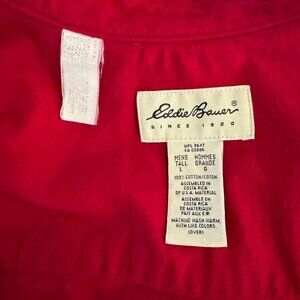 Eddie Bauer®
SINCE 1920
MENS HOMMES
TALL GRANDE
L G
100% COTTON/COTON
ASSEMBLED IN
COSTA RICA
OF U.S.A. MATERIAL
ASSEMBLE EN
COSTA RICA
DE MATERIAUX
FAIT AUX E.U.
MACHINE WASH WARM,
WITH LIKE COLORS.
(OVER)